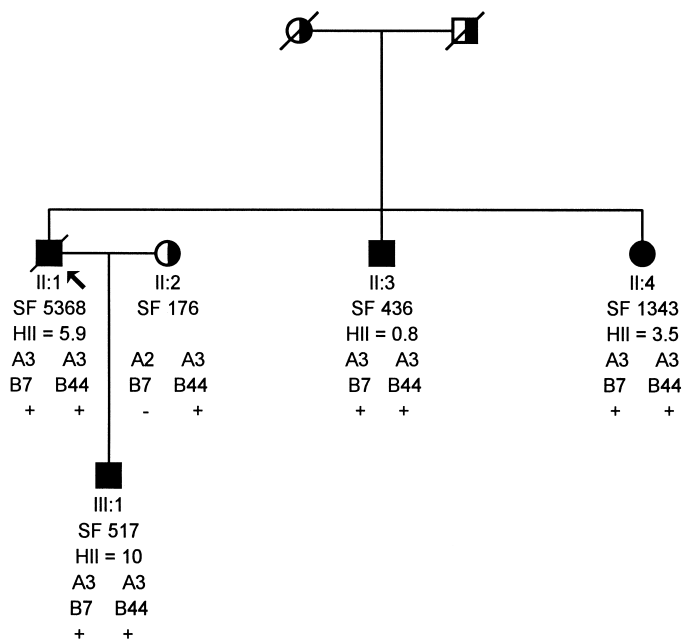 II:1 II:2 II:3 II:4
SF 5368 SF 176 SF 436 SF 1343
HII = 5.9 HII = 0.8 HII = 3.5
A3 A3 A2 A3 A3 A3 A3 A3
B7 B44 B7 B44 B7 B44 B7 B44
+ + - + + + + +
III:1
SF 517
HII = 10
A3 A3
B7 B44
+ +